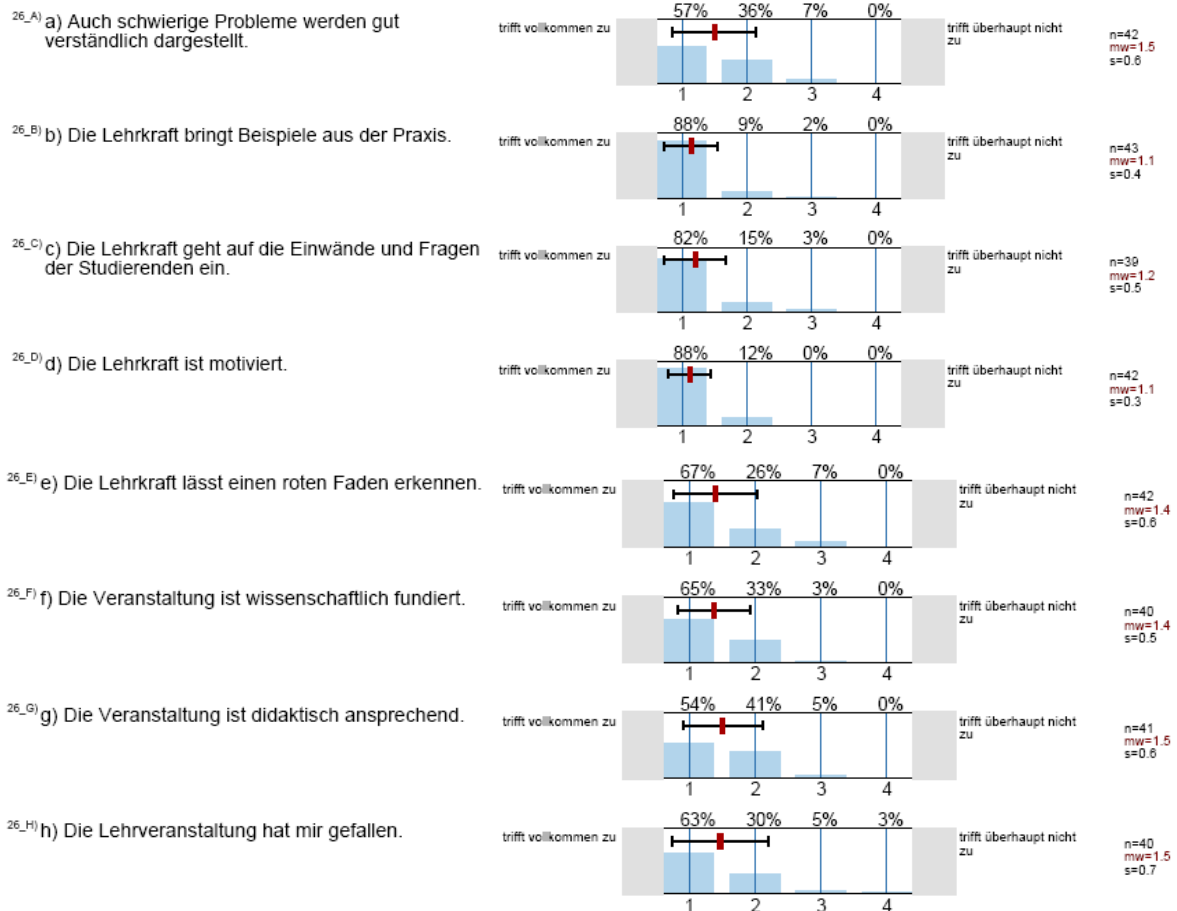 26_A) a) Auch schwierige Probleme werden gut
verständlich dargestellt.
trifft vollkommen zu
57% 36% 7% 0%
1 2 3 4
trifft überhaupt nicht
zu
n=42
mw=1.5
s=0.6
26_B) b) Die Lehrkraft bringt Beispiele aus der Praxis.
trifft vollkommen zu
88% 9% 2% 0%
1 2 3 4
trifft überhaupt nicht
zu
n=43
mw=1.1
s=0.4
26_C) c) Die Lehrkraft geht auf die Einwände und Fragen
der Studierenden ein.
trifft vollkommen zu
82% 15% 3% 0%
1 2 3 4
trifft überhaupt nicht
zu
n=39
mw=1.2
s=0.5
26_D) d) Die Lehrkraft ist motiviert.
trifft vollkommen zu
88% 12% 0% 0%
1 2 3 4
trifft überhaupt nicht
zu
n=42
mw=1.1
s=0.3
26_E) e) Die Lehrkraft lässt einen roten Faden erkennen.
trifft vollkommen zu
67% 26% 7% 0%
1 2 3 4
trifft überhaupt nicht
zu
n=42
mw=1.4
s=0.6
26_F) f) Die Veranstaltung ist wissenschaftlich fundiert.
trifft vollkommen zu
65% 33% 3% 0%
1 2 3 4
trifft überhaupt nicht
zu
n=40
mw=1.4
s=0.5
26_G) g) Die Veranstaltung ist didaktisch ansprechend.
trifft vollkommen zu
54% 41% 5% 0%
1 2 3 4
trifft überhaupt nicht
zu
n=41
mw=1.5
s=0.6
26_H) h) Die Lehrveranstaltung hat mir gefallen.
trifft vollkommen zu
63% 30% 5% 3%
1 2 3 4
trifft überhaupt nicht
zu
n=40
mw=1.5
s=0.7